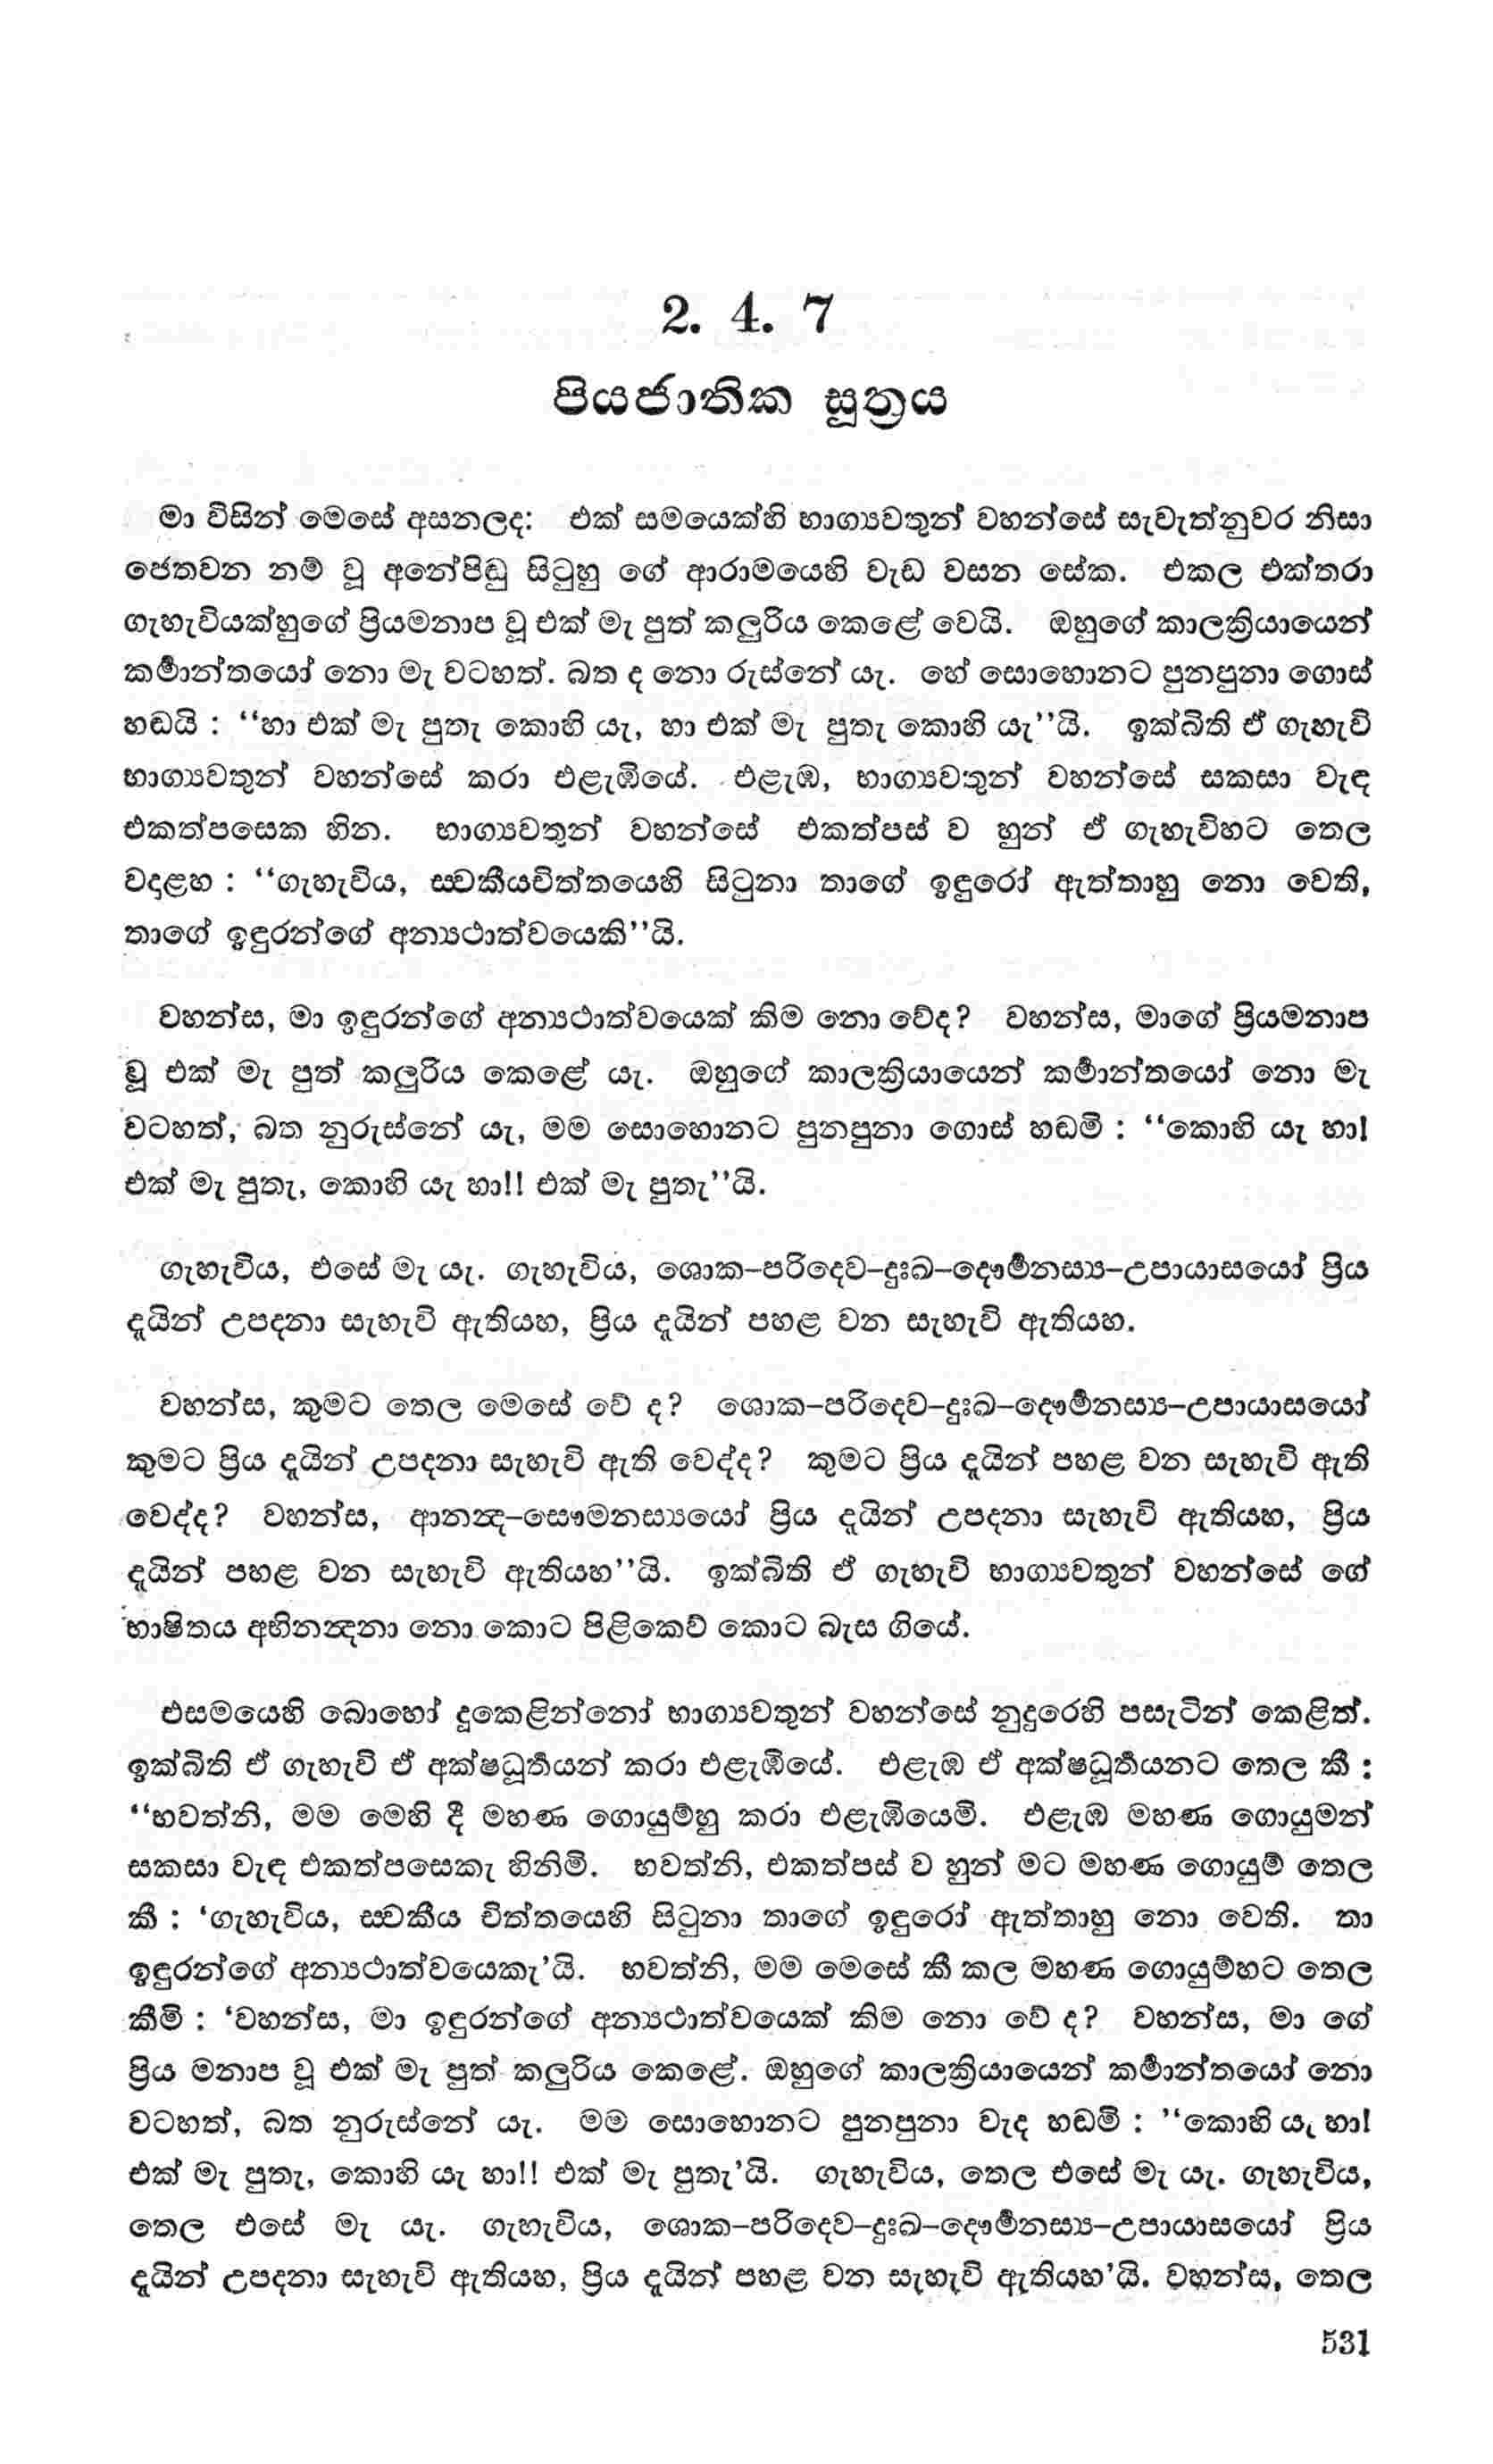 2. 4. 7
පියජාතික සූත්‍රය
මා විසින් මෙසේ අසනලද: එක් සමයෙක්හි භාග්‍යවතුන් වහන්සේ සැවැත්නුවර නිසා
ජෙතවන නම් වූ අනේපිඬු සිටුහු ගේ ආරාමයෙහි වැඩ වසන සේක. එකල එක්තරා
ගැහැවියක්හුගේ ප්‍රියමනාප වූ එක් මැ පුත් කලුරිය කෙළේ වෙයි. ඔහුගේ කාලක්‍රියායෙන්
කර්‍මාන්තයෝ නො මැ වටහත්. බත ද නො රුස්නේ යැ. හේ සොහොනට පුනපුනා ගොස්
හඬයි : “හා එක් මැ පුතැ කොහි යැ, හා එක් මැ පුතැ කොහි යැ”යි. ඉක්බිති ඒ ගැහැවි
භාග්‍යවතුන් වහන්සේ කරා එළැඹියේ. එළැඹ, භාග්‍යවතුන් වහන්සේ සකසා වැඳ
එකත්පසෙක හින. භාග්‍යවතුන් වහන්සේ එකත්පස් ව හුන් ඒ ගැහැවිහට තෙල
වදළහ : “ගැහැවිය, ස්‍වකීයචිත්තයෙහි සිටුනා තාගේ ඉඳුරෝ ඇත්තාහු නො වෙති,
තාගේ ඉඳුරන්ගේ අන්‍යථාත්වයෙකි”යි.
වහන්ස, මා ඉඳුරන්ගේ අන්‍යථාත්වයෙක් කිම නො වේද? වහන්ස, මාගේ ප්‍රියමනාප
වූ එක් මැ පුත් කලුරිය කෙළේ යැ. ඔහුගේ කාලක්‍රියායෙන් කර්‍මාන්තයෝ නො මැ
වටහත්, බත නුරුස්නේ යැ, මම සොහොනට පුනපුනා ගොස් හඬමි : “කොහි යැ හා!
එක් මැ පුතැ, කොහි යැ හා!! එක් මැ පුතැ”යි.
ගැහැවිය, එසේ මැ යැ. ගැහැවිය, ශොක–පරිදෙව–දුඃඛ–දෞර්‍මනස්‍ය–උපායාසයෝ ප්‍රිය
දැයින් උපදනා සැහැවි ඇතියහ, ප්‍රිය දැයින් පහළ වන සැහැවි ඇතියහ.
වහන්ස, කුමට තෙල මෙසේ වේ ද? ශොක–පරිදෙව–දුඃඛ–දෞර්‍මනස්‍ය–උපායාසයෝ
කුමට ප්‍රිය දැයින් උපදනා සැහැවි ඇති වෙද්ද? කුමට ප්‍රිය දැයින් පහළ වන සැහැවි ඇති
වෙද්ද? වහන්ස, ආනන්‍ද–සෞමනස්‍යයෝ ප්‍රිය දැයින් උපදනා සැහැවි ඇතියහ, ප්‍රිය
දැයින් පහළ වන සැහැවි ඇතියහ”යි. ඉක්බිති ඒ ගැහැවි භාග්‍යවතුන් වහන්සේ ගේ
භාෂිතය අභිනන්‍දනා නො කොට පිළිකෙව් කොට බැස ගියේ.
එසමයෙහි බොහෝ දූකෙළින්නෝ භාග්‍යවතුන් වහන්සේ නුදුරෙහි පසැටින් කෙළිත්.
ඉක්බිති ඒ ගැහැවි ඒ අක්ෂධූර්‍තයන් කරා එළැඹියේ. එළැඹ ඒ අක්ෂධූර්‍තයනට තෙල කී :
“භවත්නි, මම මෙහි දී මහණ ගොයුම්හු කරා එළැඹියෙමි. එළැඹ මහණ ගොයුමන්
සකසා වැඳ එකත්පසෙකැ හිනිමි. භවත්නි, එකත්පස් ව හුන් මට මහණ ගොයුම් තෙල
කී : ‘ගැහැවිය, ස්‍වකීය චිත්තයෙහි සිටුනා තාගේ ඉඳුරෝ ඇත්තාහු නො වෙති. තා
ඉඳුරන්ගේ අන්‍යථාත්වයෙකැ’යි. භවත්නි, මම මෙසේ කී කල මහණ ගොයුම්හට තෙල
කීමි : ‘වහන්ස, මා ඉඳුරන්ගේ අන්‍යථාත්වයෙක් කිම නො වේ ද? වහන්ස, මා ගේ
ප්‍රිය මනාප වූ එක් මැ පුත් කලුරිය කෙළේ. ඔහුගේ කාලක්‍රියායෙන් කර්‍මාන්තයෝ නො
වටහත්, බත නුරුස්නේ යැ. මම සොහොනට පුනපුනා වැද හඬමි : ”කොහි යැ හා!
එක් මැ පුතැ, කොහි යැ හා!! එක් මැ පුතැ’යි. ගැහැවිය, තෙල එසේ මැ යැ. ගැහැවිය,
තෙල එසේ මැ යැ. ගැහැවිය, ශොක–පරිදෙව–දුඃඛ–දෞර්‍මනස්‍ය–උපායාසයෝ ප්‍රිය
දැයින් උපදනා සැහැවි ඇතියහ, ප්‍රිය දැයින් පහළ වන සැහැවි ඇතියහ’යි. වහන්ස, තෙල
531